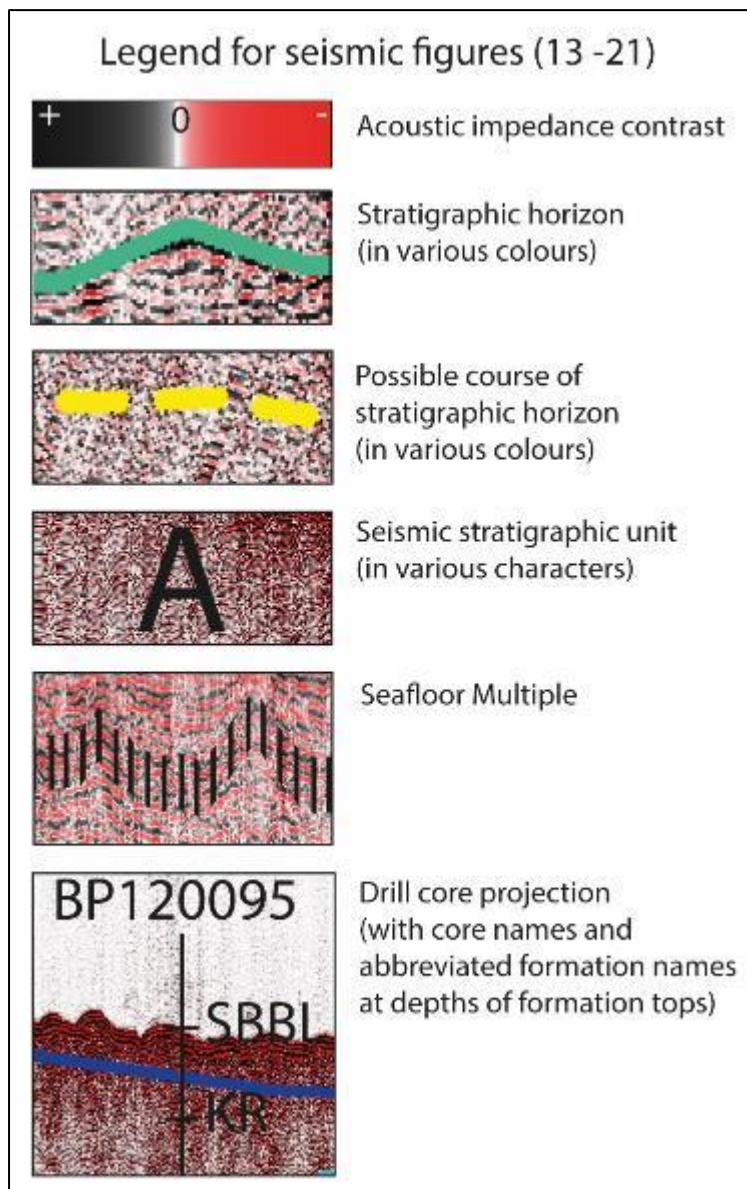 Legend for seismic figures (13 -21)
+ 0 -
Acoustic impedance contrast
Stratigraphic horizon
(in various colours)
Possible course of
stratigraphic horizon
(in various colours)
A
Seismic stratigraphic unit
(in various characters)
Seafloor Multiple
BP120095
SBBL
KR
Drill core projection
(with core names and
abbreviated formation names
at depths of formation tops)